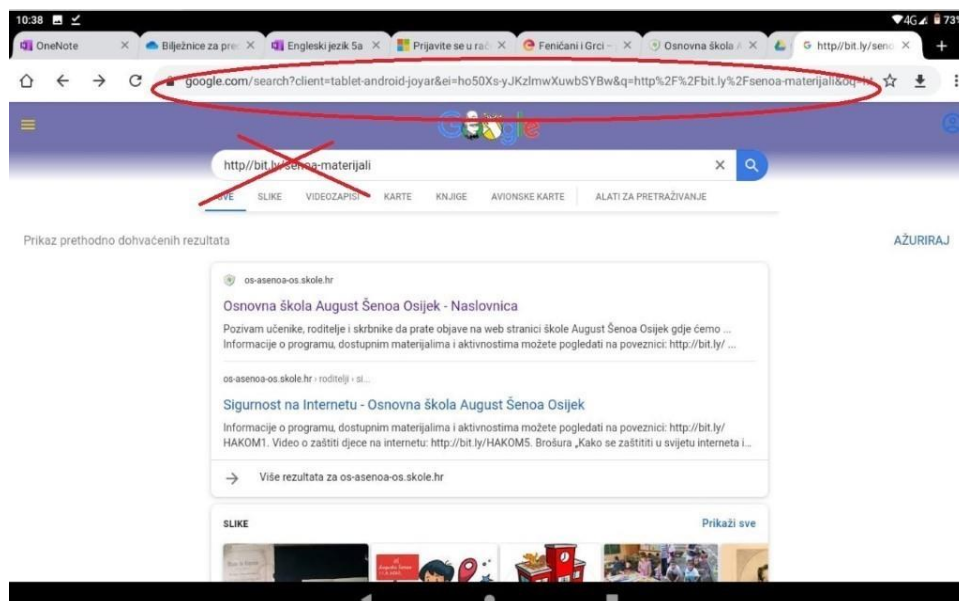 10:38
4G 73%
OneNote
Bilježnice za pre
Engleski jezik 5a
Prijavite se u rač
Feničani i Grci -
Osnovna škola A
http//bit.ly/seno
google.com/search?client=tablet-android-joyar&ei=ho50Xs-yJKzlmwXuwbSYBw&q=http%2F%2Fbit.ly%2Fsenoa-materijali&oq=ht
Google
http//bit.ly/senoa-materijali
SVE SLIKE VIDEOZAPISI KARTE KNJIGE AVIONSKE KARTE ALATI ZA PRETRAŽIVANJE
Prikaz prethodno dohvaćenih rezultata AŽURIRAJ
os-asenoa-os.skole.hr
Osnovna škola August Šenoa Osijek - Naslovnica
Pozivam učenike, roditelje i skrbnike da prate objave na web stranici škole August Šenoa Osijek gdje ćemo ...
Informacije o programu, dostupnim materijalima i aktivnostima možete pogledati na poveznici: http://bit.ly/ ...
os-asenoa-os.skole.hr › roditelji › si...
Sigurnost na Internetu - Osnovna škola August Šenoa Osijek
Informacije o programu, dostupnim materijalima i aktivnostima možete pogledati na poveznici: http://bit.ly/
HAKOM1. Video o zaštiti djece na internetu: http://bit.ly/HAKOM5. Brošura „Kako se zaštititi u svijetu interneta i...
Više rezultata za os-asenoa-os.skole.hr
SLIKE Prikaži sve